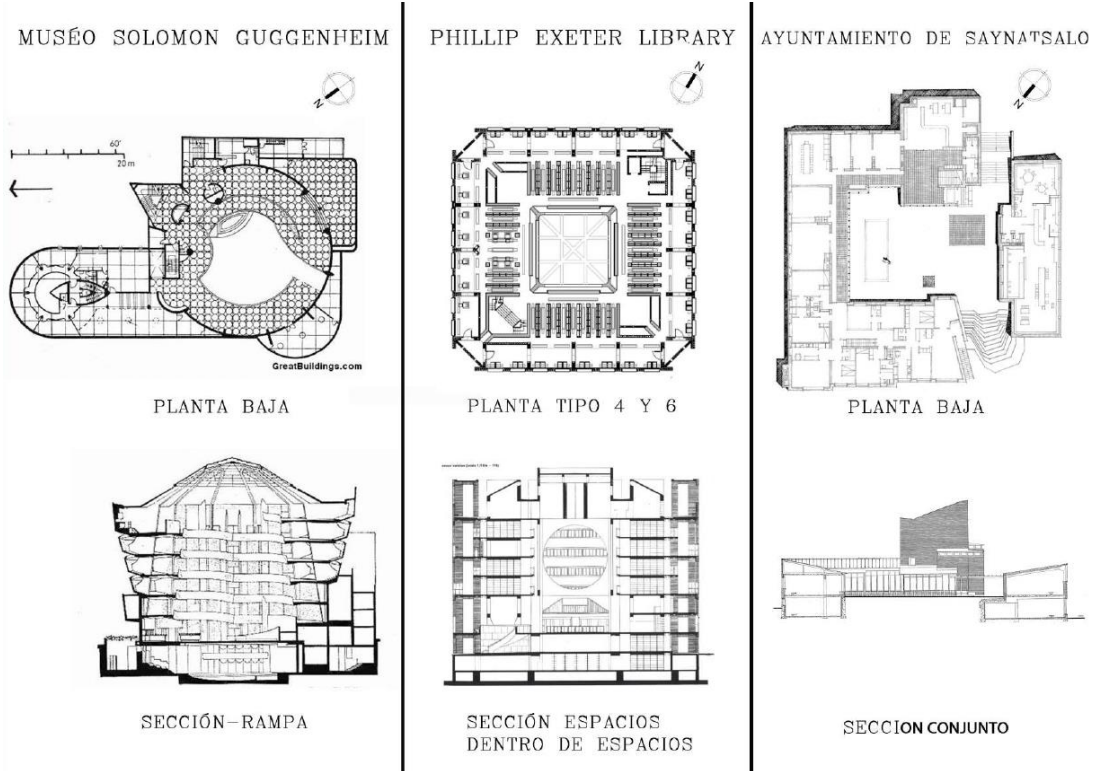 MUSÉO SOLOMON GUGGENHEIM
N
60'
20 m
GreatBuildings.com
PLANTA BAJA
SECCIÓN-RAMPA
PHILLIP EXETER LIBRARY
N
PLANTA TIPO 4 Y 6
SECCIÓN ESPACIOS
DENTRO DE ESPACIOS
AYUNTAMIENTO DE SAYNATSALO
N
PLANTA BAJA
SECCION CONJUNTO